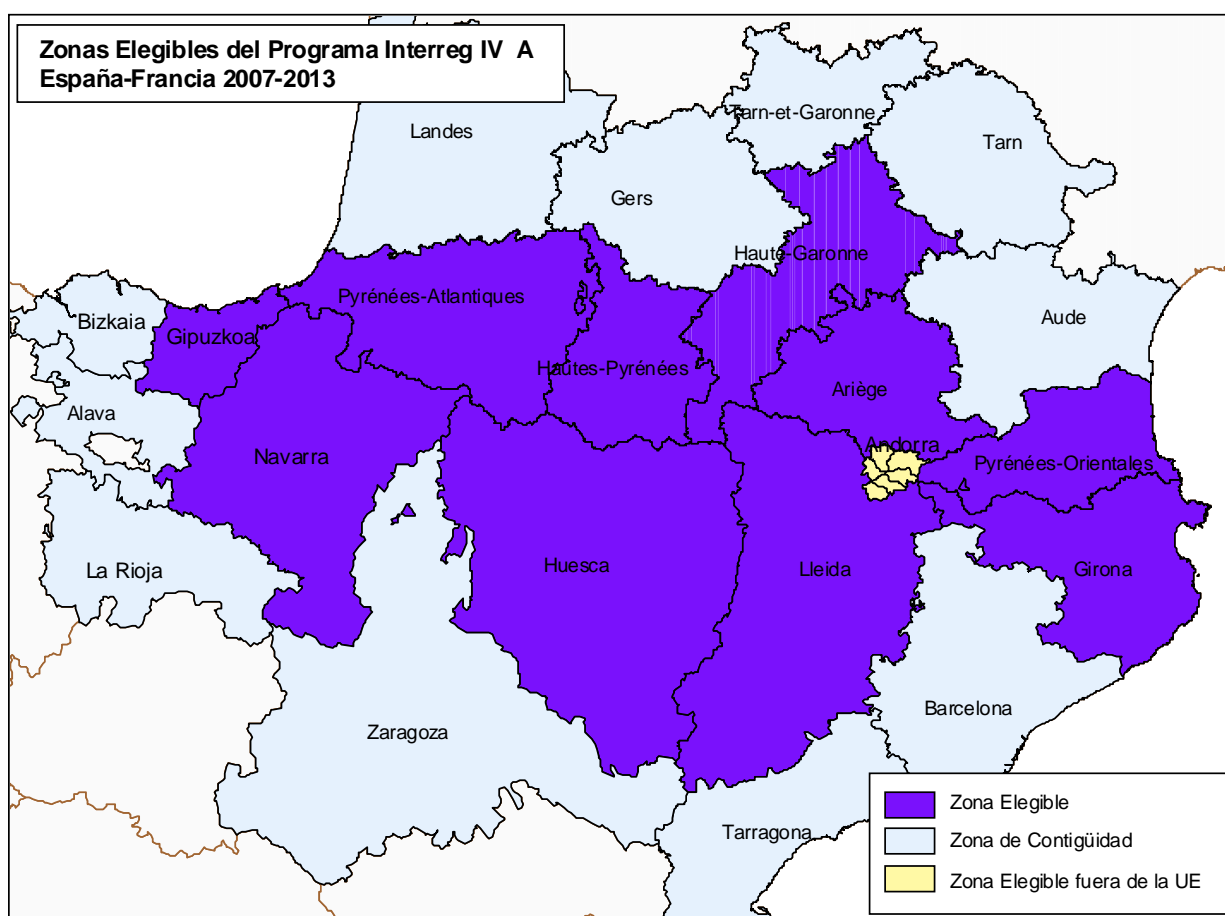 Zonas Elegibles del Programa Interreg IV A
España-Francia 2007-2013
Landes
Tarn-et-Garonne
Tarn
Gers
Haute-Garonne
Pyrénées-Atlantiques
Bizkaia
Gipuzkoa
Aude
Hautes-Pyrénées
Ariège
Alava
Andorra
Navarra
Pyrénées-Orientales
La Rioja
Huesca
Lleida
Girona
Barcelona
Zaragoza
Tarragona
Zona Elegible
Zona de Contigüidad
Zona Elegible fuera de la UE